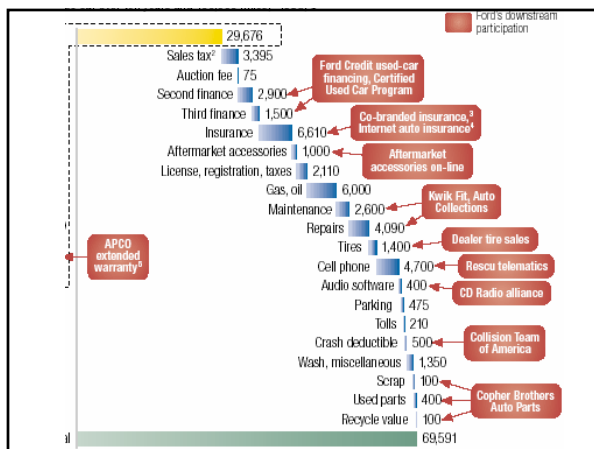 Ford's downstream
participation
29,676
Sales tax² 3,395
Auction fee 75
Second finance 2,900
Ford Credit used-car
financing, Certified
Used Car Program
Third finance 1,500
Insurance 6,610
Co-branded insurance,³
Internet auto insurance⁴
Aftermarket accessories 1,000
Aftermarket
accessories on-line
License, registration, taxes 2,110
Gas, oil 6,000
Maintenance 2,600
Kwik Fit, Auto
Collections
Repairs 4,090
Tires 1,400
Dealer tire sales
APCO
extended
warranty⁵
Cell phone 4,700
Rescu telematics
Audio software 400
CD Radio alliance
Parking 475
Tolls 210
Crash deductible 500
Collision Team
of America
Wash, miscellaneous 1,350
Scrap 100
Used parts 400
Copher Brothers
Auto Parts
Recycle value 100
69,591